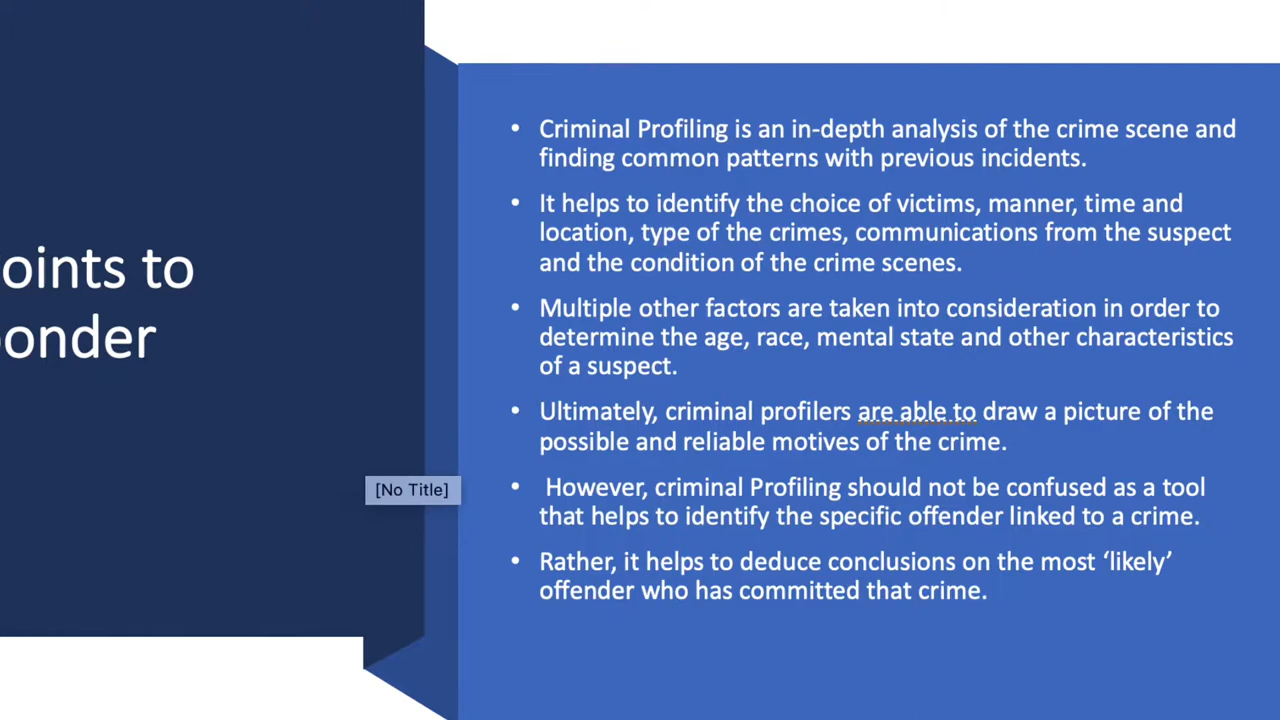 oints to
onder
• Criminal Profiling is an in-depth analysis of the crime scene and
finding common patterns with previous incidents.
• It helps to identify the choice of victims, manner, time and
location, type of the crimes, communications from the suspect
and the condition of the crime scenes.
• Multiple other factors are taken into consideration in order to
determine the age, race, mental state and other characteristics
of a suspect.
• Ultimately, criminal profilers are able to draw a picture of the
possible and reliable motives of the crime.
• However, criminal Profiling should not be confused as a tool
that helps to identify the specific offender linked to a crime.
• Rather, it helps to deduce conclusions on the most ‘likely’
offender who has committed that crime.
[No Title]